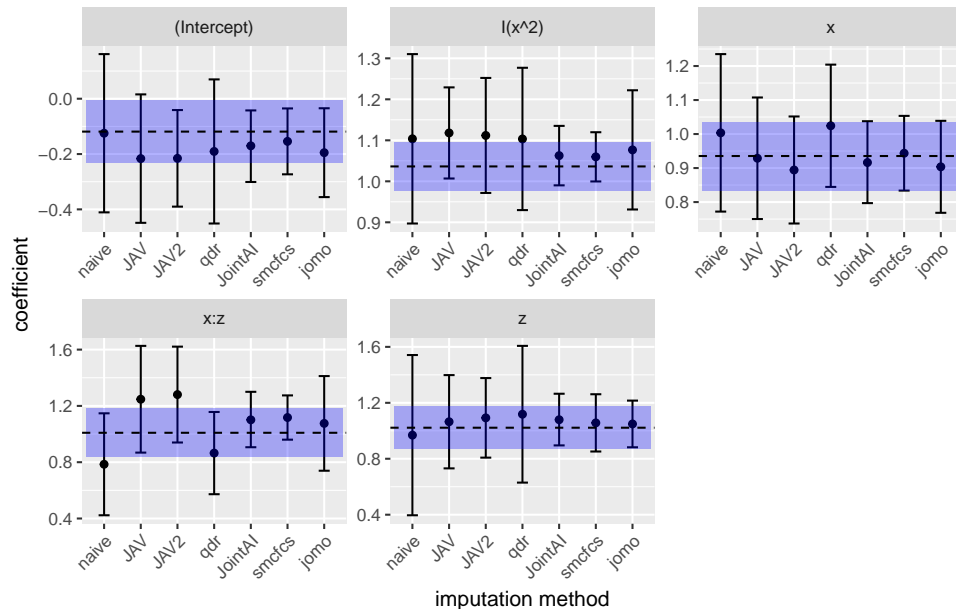 (Intercept)
I(x^2)
x
0.0
−0.2
−0.4
1.3
1.2
1.1
1.0
0.9
1.2
1.1
1.0
0.9
0.8
naive JAV JAV2 qdr JointAI smcfcs jomo
naive JAV JAV2 qdr JointAI smcfcs jomo
naive JAV JAV2 qdr JointAI smcfcs jomo
coefficient
x:z
z
1.6
1.2
0.8
0.4
1.6
1.2
0.8
0.4
naive JAV JAV2 qdr JointAI smcfcs jomo
naive JAV JAV2 qdr JointAI smcfcs jomo
imputation method